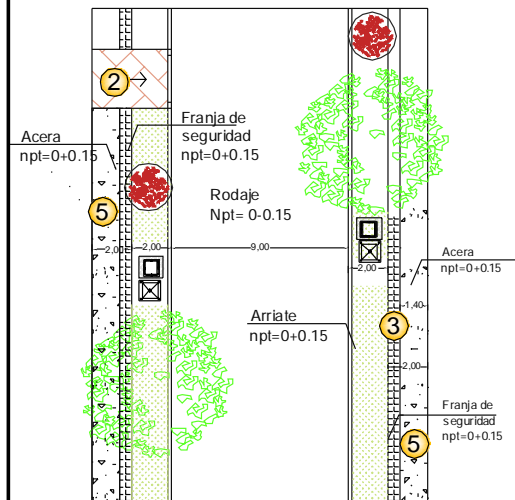 2
Franja de
seguridad
npt=0+0.15
Acera
npt=0+0.15
Rodaje
Npt= 0-0.15
5
2,00
2,00
9,00
2,00
Acera
npt=0+0.15
1,40
Arriate
npt=0+0.15
3
2,00
Franja de
seguridad
npt=0+0.15
5